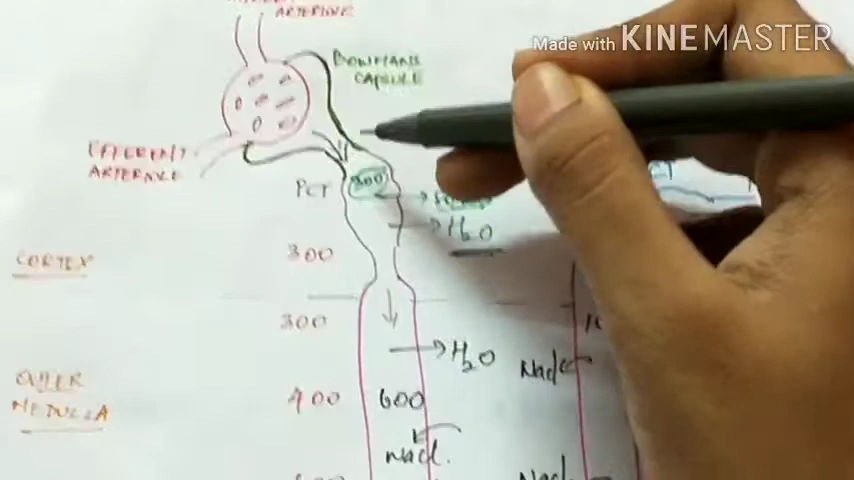 ARTERIOLE
Made with KINEMASTER
BOWMANS
CAPSULE
EFFERENT
ARTERIOLE
PCT
300
H₂O
CORTEX
300
300
H₂O
NaCl
OUTER
MEDULLA
400
600
NaCl.
NaCl